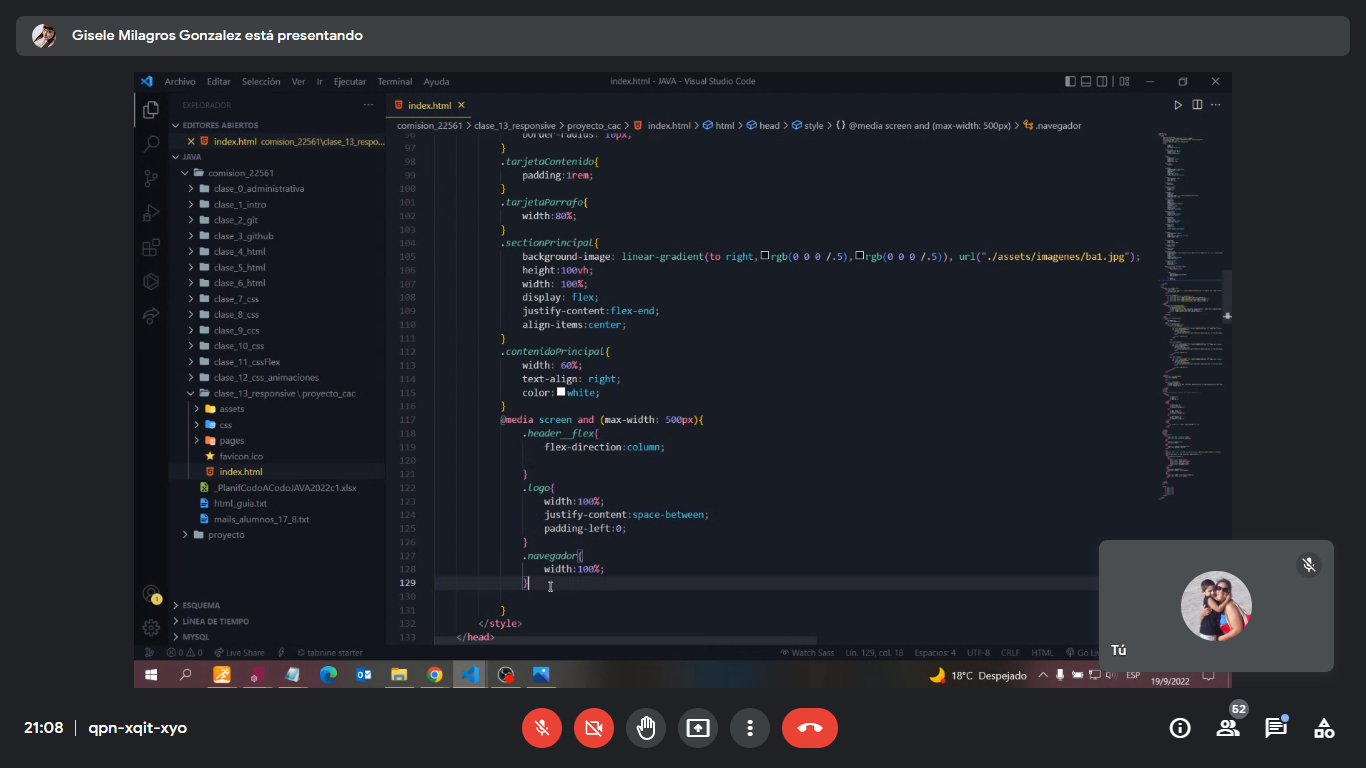 Gisele Milagros Gonzalez está presentando
Archivo Editar Selección Ver Ir Ejecutar Terminal Ayuda
index.html - JAVA - Visual Studio Code
EXPLORADOR
EDITORES ABIERTOS
index.html comision_22561\clase_13_respo...
JAVA
comision_22561
clase_0_administrativa
clase_1_intro
clase_2_git
clase_3_github
clase_4_html
clase_5_html
clase_6_html
clase_7_css
clase_8_css
clase_9_ccs
clase_10_css
clase_11_cssFlex
clase_12_css_animaciones
clase_13_responsive \ proyecto_cac
assets
css
pages
favicon.ico
index.html
_PlanifCodoACodoJAVA2022c1.xlsx
html_guia.txt
mails_alumnos_17_8.txt
proyecto
ESQUEMA
LÍNEA DE TIEMPO
MYSQL
index.html
comision_22561 > clase_13_responsive > proyecto_cac > index.html > html > head > style > {} @media screen and (max-width: 500px) > .navegador
96 border-radius: 10px;
97 }
98 .tarjetaContenido{
99 padding:1rem;
100 }
101 .tarjetaParrafo{
102 width:80%;
103 }
104 .sectionPrincipal{
105 background-image: linear-gradient(to right,rgb(0 0 0 /.5),rgb(0 0 0 /.5)), url("./assets/imagenes/ba1.jpg");
106 height:100vh;
107 width: 100%;
108 display: flex;
109 justify-content:flex-end;
110 align-items:center;
111 }
112 .contenidoPrincipal{
113 width: 60%;
114 text-align: right;
115 color: white;
116 }
117 @media screen and (max-width: 500px){
118 .header__flex{
119 flex-direction:column;
120
121 }
122 .logo{
123 width:100%;
124 justify-content:space-between;
125 padding-left:0;
126 }
127 .navegador{
128 width:100%;
129 }
130
131 }
132 </style>
133 </head>
1
0 0 Live Share tabnine starter
Watch Sass Lín. 129, col. 18 Espacios: 4 UTF-8 CRLF HTML Go Li
18°C Despejado ESP
19/9/2022
Tú
21:08 | qpn-xqit-xyo
52